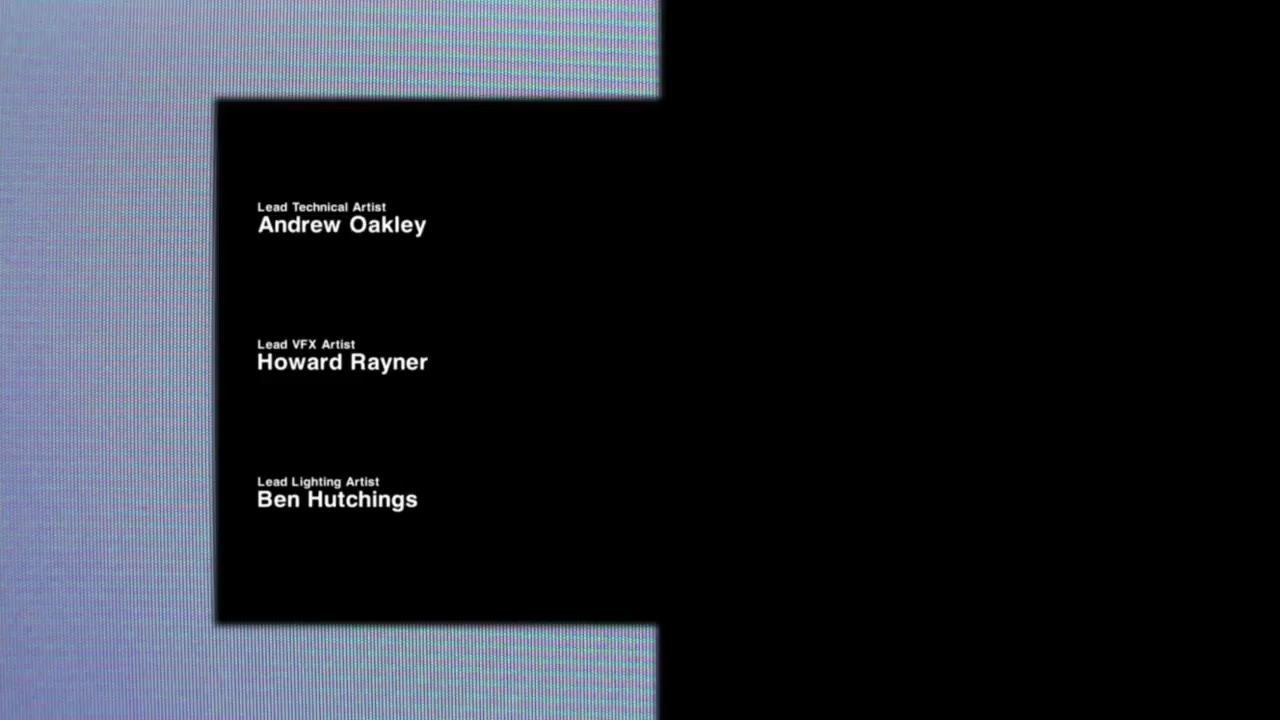 Lead Technical Artist
Andrew Oakley
Lead VFX Artist
Howard Rayner
Lead Lighting Artist
Ben Hutchings